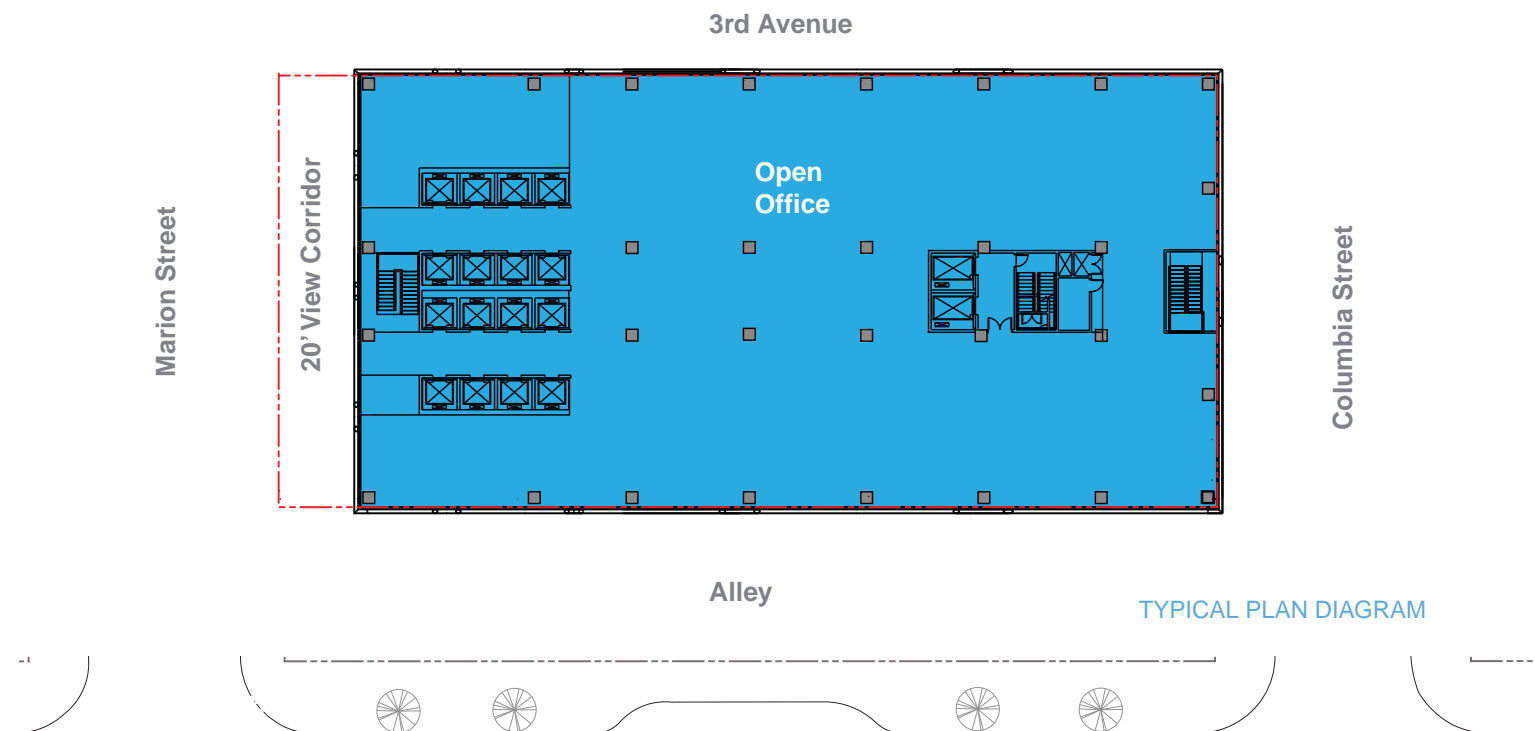 3rd Avenue
Open
Office
Marion Street
20’ View Corridor
Columbia Street
Alley
TYPICAL PLAN DIAGRAM